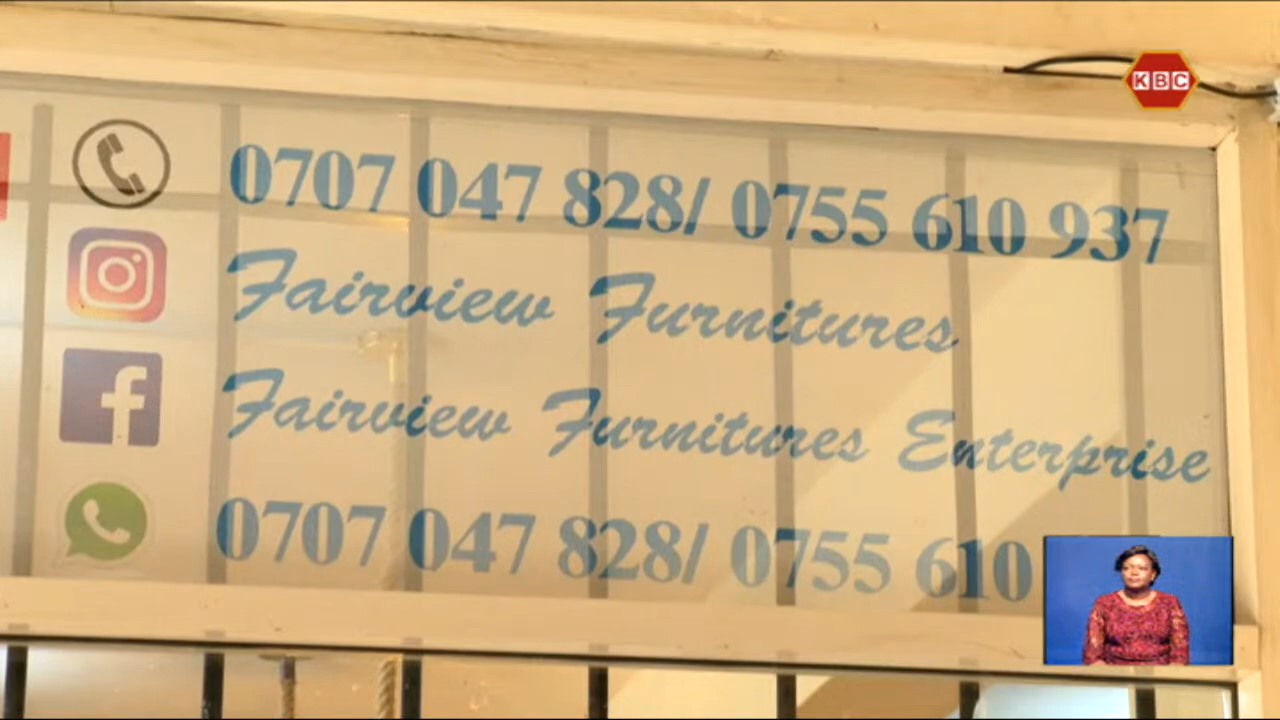 KBC
0707 047 828/ 0755 610 937
Fairview Furnitures
Fairview Furnitures Enterprise
0707 047 828/ 0755 610